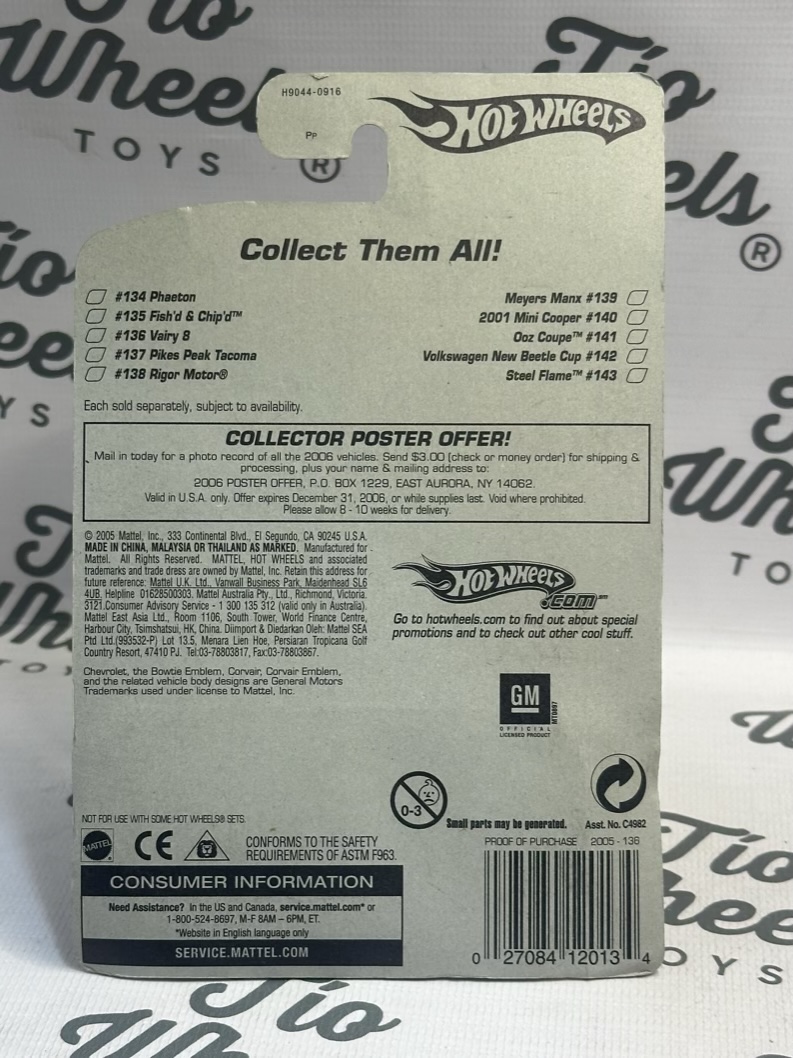 Tío
Wheels
TOYS
®
Tío
Wheels
TOYS
®
H9044-0916
PP
HOT WHEELS
Collect Them All!
#134 Phaeton
#135 Fish'd & Chip'd™
#136 Vairy 8
#137 Pikes Peak Tacoma
#138 Rigor Motor®
Meyers Manx #139
2001 Mini Cooper #140
Ooz Coupe™ #141
Volkswagen New Beetle Cup #142
Steel Flame™ #143
Each sold separately, subject to availability.
COLLECTOR POSTER OFFER!
Mail in today for a photo record of all the 2006 vehicles. Send $3.00 (check or money order) for shipping &
processing, plus your name & mailing address to:
2006 POSTER OFFER, P.O. BOX 1229, EAST AURORA, NY 14062.
Valid in U.S.A. only. Offer expires December 31, 2006, or while supplies last. Void where prohibited.
Please allow 8 - 10 weeks for delivery.
© 2005 Mattel, Inc., 333 Continental Blvd., El Segundo, CA 90245 U.S.A.
MADE IN CHINA, MALAYSIA OR THAILAND AS MARKED. Manufactured for
Mattel. All Rights Reserved. MATTEL, HOT WHEELS and associated
trademarks and trade dress are owned by Mattel, Inc. Retain this address for
future reference: Mattel U.K. Ltd., Vanwall Business Park, Maidenhead SL6
4UB. Helpline 01628500303. Mattel Australia Pty., Ltd., Richmond, Victoria.
3121.Consumer Advisory Service - 1 300 135 312 (valid only in Australia).
Mattel East Asia Ltd., Room 1106, South Tower, World Finance Centre,
Harbour City, Tsimshatsui, HK, China. Diimport & Diedarkan Oleh: Mattel SEA
Ptd Ltd.(993532-P) Lot 13.5, Menara Lien Hoe, Persiaran Tropicana Golf
Country Resort, 47410 PJ. Tel:03-78803817, Fax:03-78803867.
Chevrolet, the Bowtie Emblem, Corvair, Corvair Emblem,
and the related vehicle body designs are General Motors
Trademarks used under license to Mattel, Inc.
HOT WHEELS
.com
Go to hotwheels.com to find out about special
promotions and to check out other cool stuff.
GM
OFFICIAL
LICENSED PRODUCT
0-3
Small parts may be generated.
Asst. No. C4982
NOT FOR USE WITH SOME HOT WHEELS® SETS.
MATTEL
CE
CONFORMS TO THE SAFETY
REQUIREMENTS OF ASTM F963.
CONSUMER INFORMATION
Need Assistance? In the US and Canada, service.mattel.com* or
1-800-524-8697, M-F 8AM – 6PM, ET.
*Website in English language only
SERVICE.MATTEL.COM
PROOF OF PURCHASE 2005 - 136
0 27084 12013 4
Tío